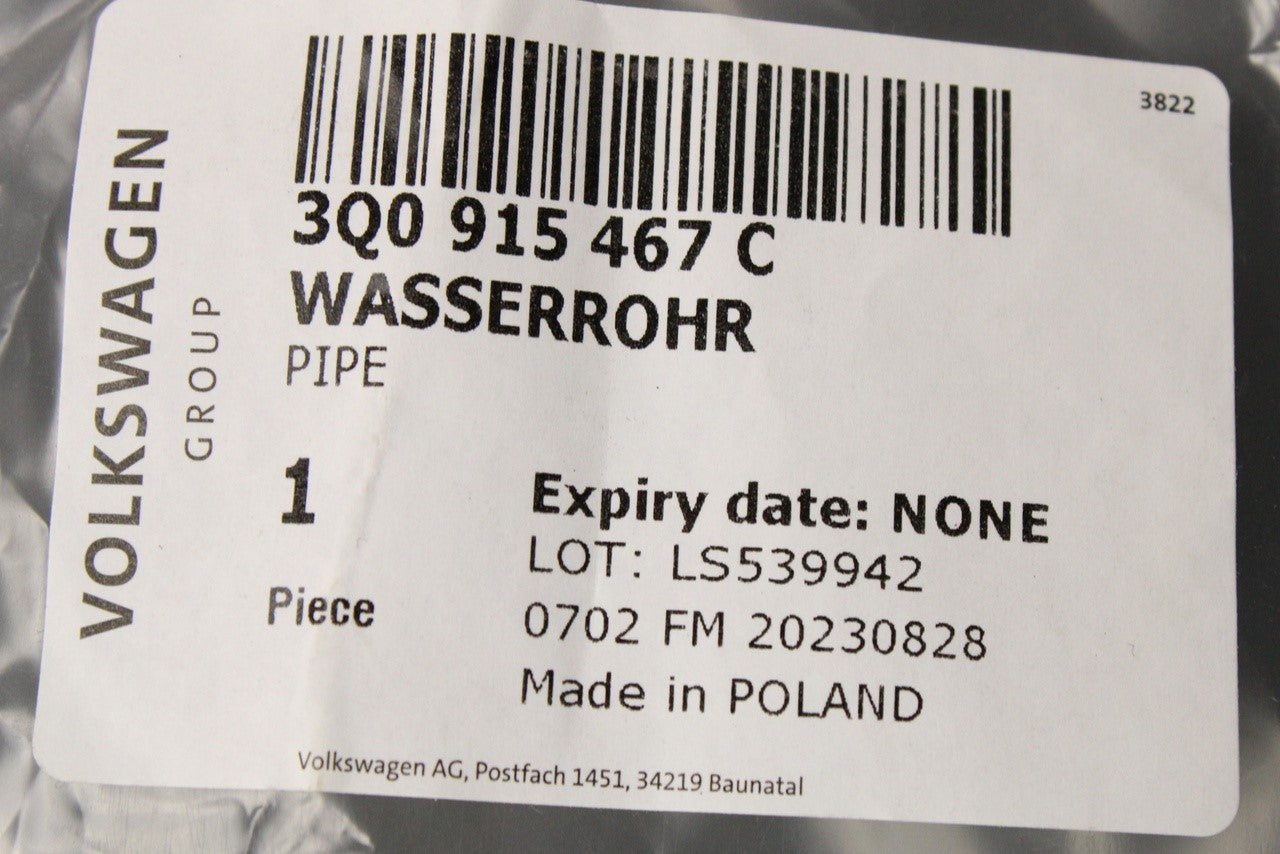 3822
VOLKSWAGEN
GROUP
3Q0 915 467 C
WASSERROHR
PIPE
1
Piece
Expiry date: NONE
LOT: LS539942
0702 FM 20230828
Made in POLAND
Volkswagen AG, Postfach 1451, 34219 Baunatal